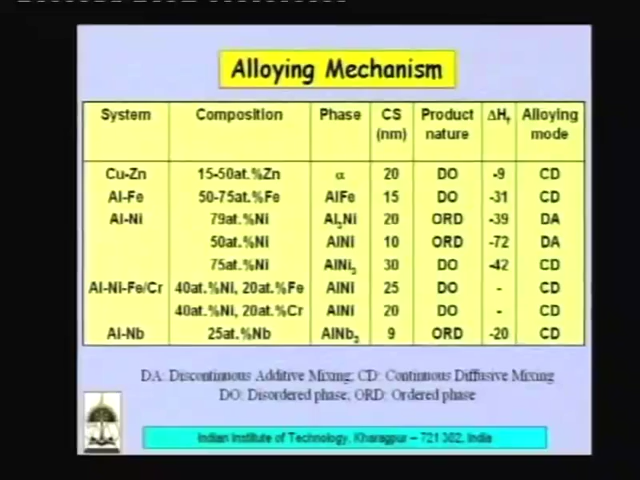 Alloying Mechanism
System Composition Phase CS (nm) Product nature ΔHf Alloying mode
Cu-Zn 15-50at.%Zn α 20 DO -9 CD
Al-Fe 50-75at.%Fe AlFe 15 DO -31 CD
Al-Ni 79at.%Ni Al3Ni 20 ORD -39 DA
50at.%Ni AlNi 10 ORD -72 DA
75at.%Ni AlNi3 30 DO -42 CD
Al-Ni-Fe/Cr 40at.%Ni, 20at.%Fe AlNi 25 DO - CD
40at.%Ni, 20at.%Cr AlNi 20 DO - CD
Al-Nb 25at.%Nb AlNb3 9 ORD -20 CD
DA: Discontinuous Additive Mixing; CD: Continuous Diffusive Mixing
DO: Disordered phase, ORD: Ordered phase
Indian Institute of Technology, Kharagpur – 721 302, India